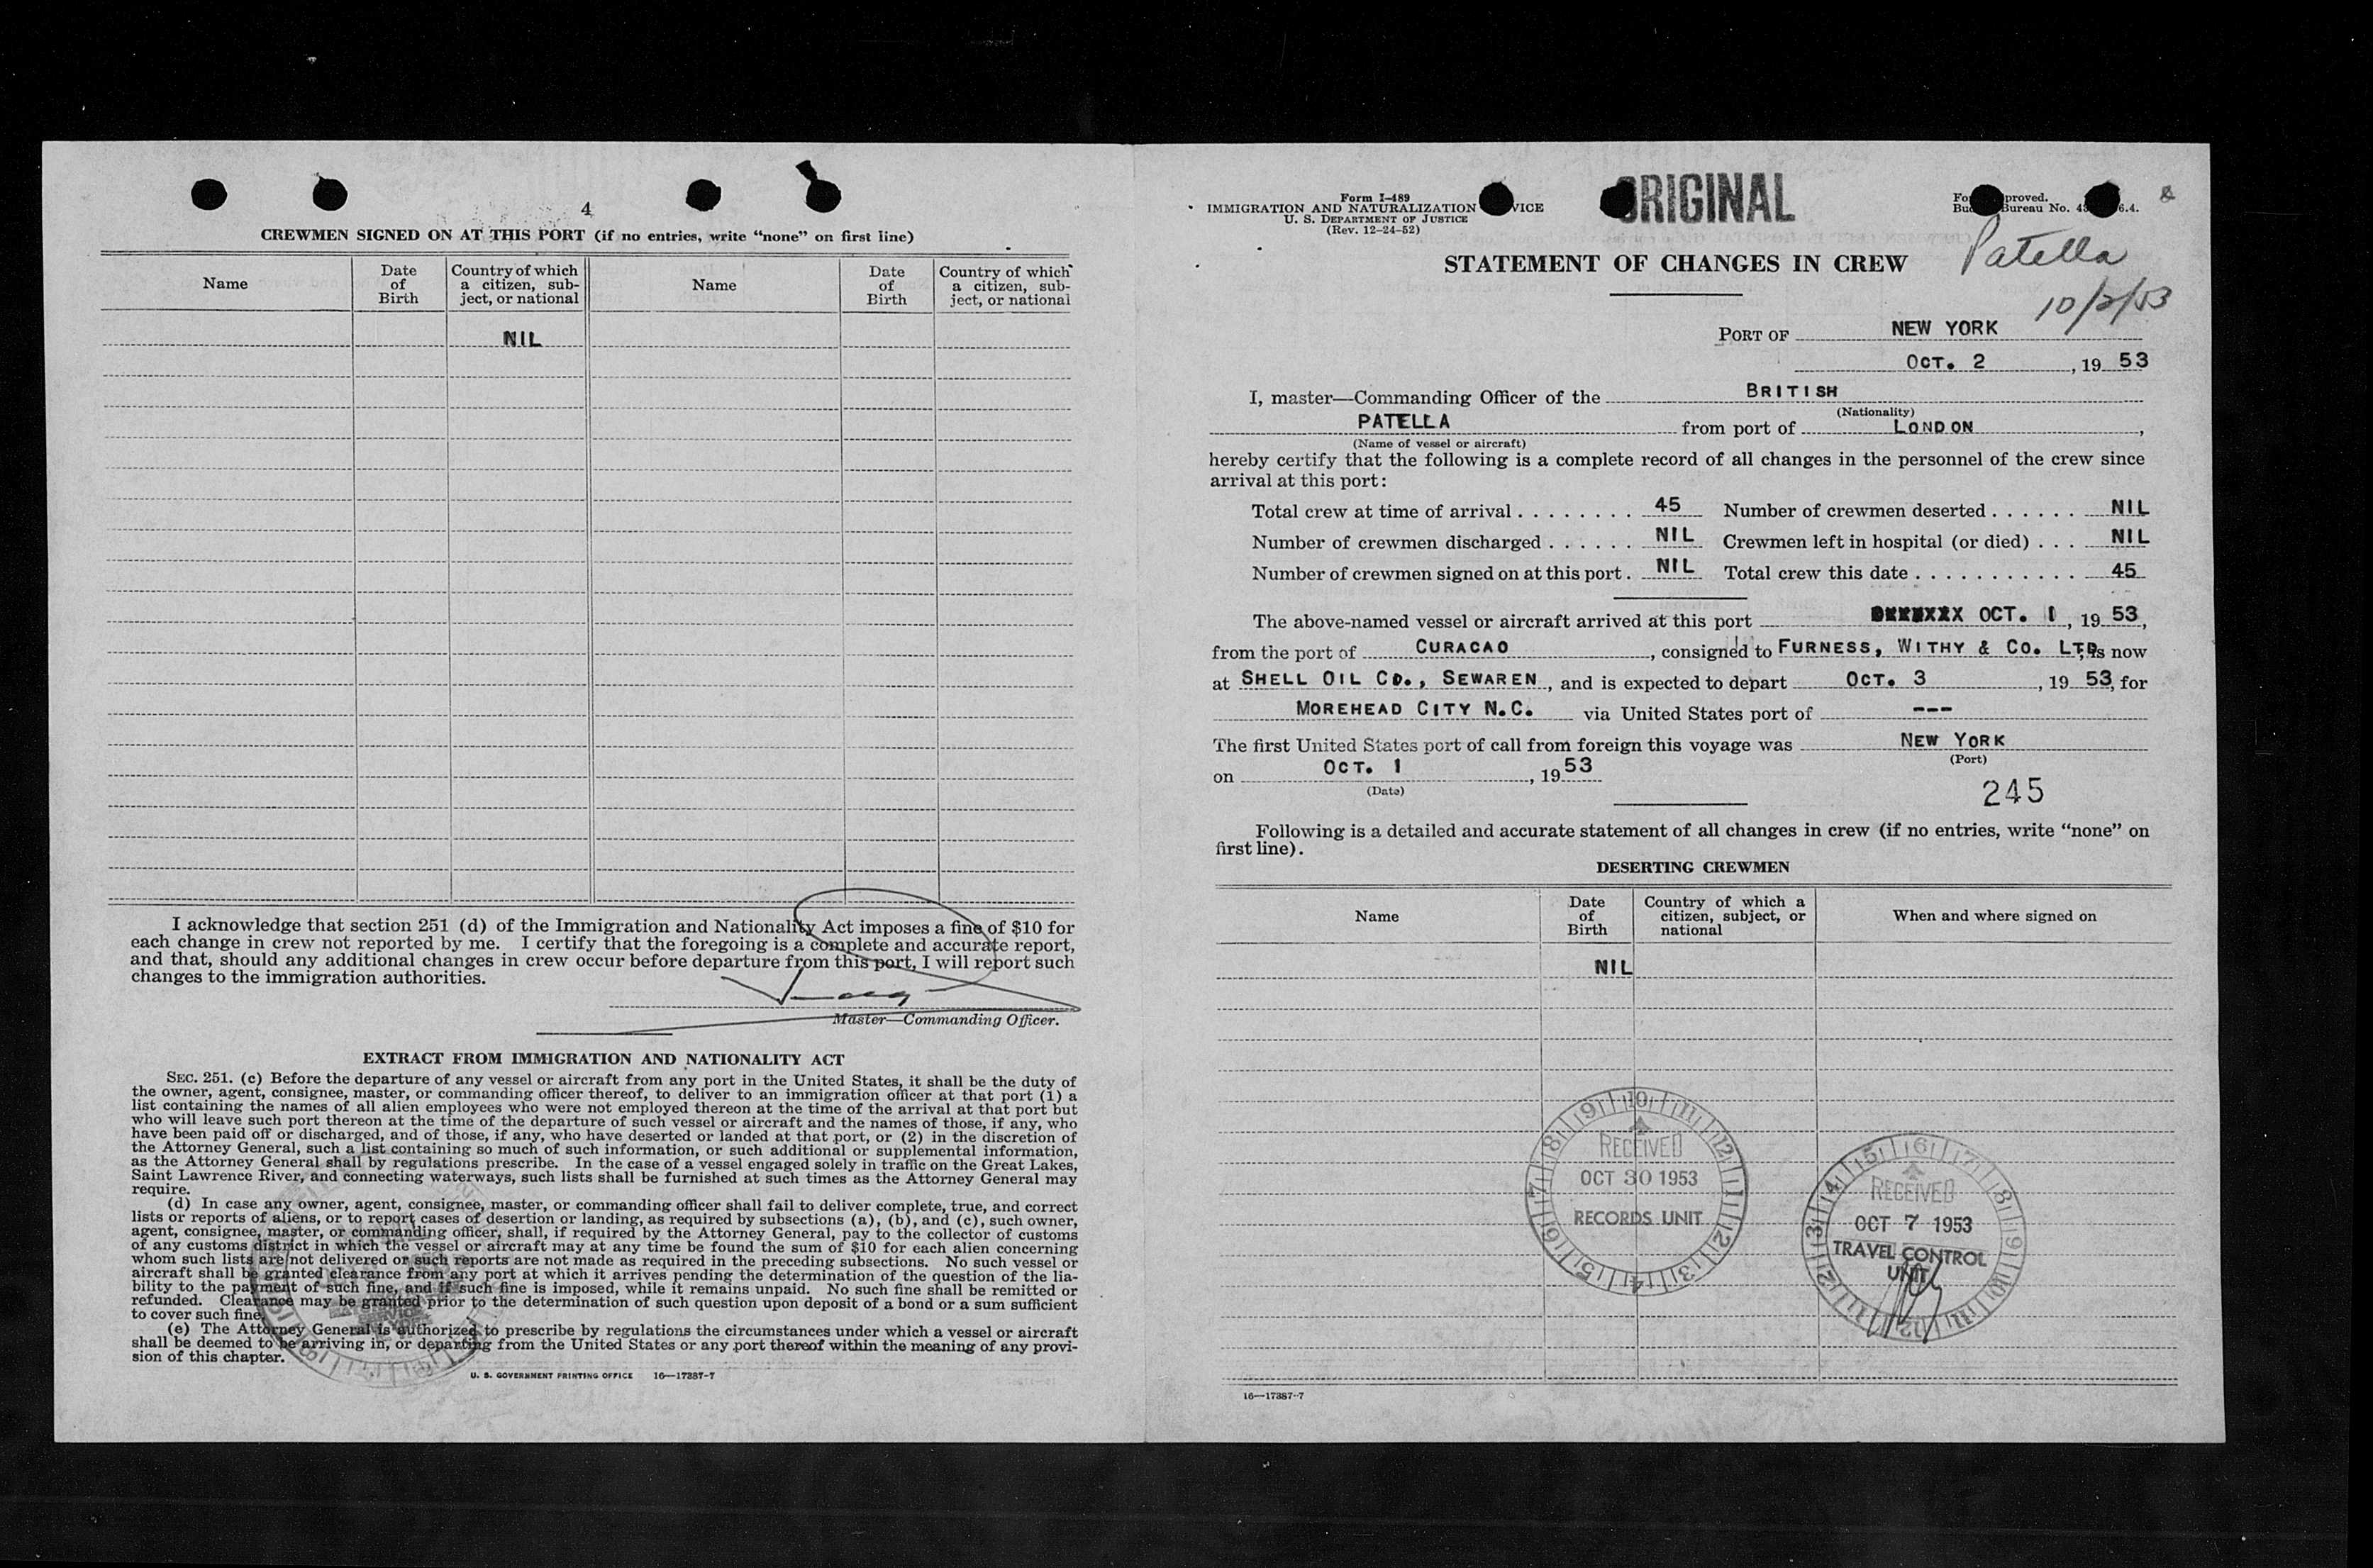 4
CREWMEN SIGNED ON AT THIS PORT (if no entries, write “none” on first line)
Name
Date of Birth
Country of which a citizen, subject, or national
Name
Date of Birth
Country of which a citizen, subject, or national
NIL
I acknowledge that section 251 (d) of the Immigration and Nationality Act imposes a fine of $10 for
each change in crew not reported by me. I certify that the foregoing is a complete and accurate report,
and that, should any additional changes in crew occur before departure from this port, I will report such
changes to the immigration authorities.
Master—Commanding Officer.
EXTRACT FROM IMMIGRATION AND NATIONALITY ACT
SEC. 251. (c) Before the departure of any vessel or aircraft from any port in the United States, it shall be the duty of
the owner, agent, consignee, master, or commanding officer thereof, to deliver to an immigration officer at that port (1) a
list containing the names of all alien employees who were not employed thereon at the time of the arrival at that port but
who will leave such port thereon at the time of the departure of such vessel or aircraft and the names of those, if any, who
have been paid off or discharged, and of those, if any, who have deserted or landed at that port, or (2) in the discretion of
the Attorney General, such a list containing so much of such information, or such additional or supplemental information,
as the Attorney General shall by regulations prescribe. In the case of a vessel engaged solely in traffic on the Great Lakes,
Saint Lawrence River, and connecting waterways, such lists shall be furnished at such times as the Attorney General may
require.
(d) In case any owner, agent, consignee, master, or commanding officer shall fail to deliver complete, true, and correct
lists or reports of aliens, or to report cases of desertion or landing, as required by subsections (a), (b), and (c), such owner,
agent, consignee, master, or commanding officer, shall, if required by the Attorney General, pay to the collector of customs
of any customs district in which the vessel or aircraft may at any time be found the sum of $10 for each alien concerning
whom such lists are not delivered or such reports are not made as required in the preceding subsections. No such vessel or
aircraft shall be granted clearance from any port at which it arrives pending the determination of the question of the lia-
bility to the payment of such fine, and if such fine is imposed, while it remains unpaid. No such fine shall be remitted or
refunded. Clearance may be granted prior to the determination of such question upon deposit of a bond or a sum sufficient
to cover such fine.
(e) The Attorney General is authorized to prescribe by regulations the circumstances under which a vessel or aircraft
shall be deemed to be arriving in, or departing from the United States or any port thereof within the meaning of any provi-
sion of this chapter.
U. S. GOVERNMENT PRINTING OFFICE 16—17387-7
Form I-489
IMMIGRATION AND NATURALIZATION VICE
U. S. DEPARTMENT OF JUSTICE
(Rev. 12-24-52)
ORIGINAL
Fo proved.
Bu Bureau No. 4 6.4.
Patella
10/2/53
STATEMENT OF CHANGES IN CREW
PORT OF NEW YORK
OCT. 2, 19 53
I, master—Commanding Officer of the BRITISH
(Nationality)
PATELLA from port of LONDON,
(Name of vessel or aircraft)
hereby certify that the following is a complete record of all changes in the personnel of the crew since
arrival at this port:
Total crew at time of arrival . . . . . . . . 45 Number of crewmen deserted . . . . . . NIL
Number of crewmen discharged . . . . . . NIL Crewmen left in hospital (or died) . . . NIL
Number of crewmen signed on at this port . NIL Total crew this date . . . . . . . . . . . 45
The above-named vessel or aircraft arrived at this port OCT. 1, 19 53,
from the port of CURACAO, consigned to FURNESS, WITHY & CO. LTD, is now
at SHELL OIL CO., SEWAREN, and is expected to depart OCT. 3, 19 53, for
MOREHEAD CITY N.C. via United States port of ---
The first United States port of call from foreign this voyage was NEW YORK
(Port)
on OCT. 1, 19 53
(Date)
245
Following is a detailed and accurate statement of all changes in crew (if no entries, write “none” on
first line).
DESERTING CREWMEN
Name
Date of Birth
Country of which a citizen, subject, or national
When and where signed on
NIL
RECEIVED
OCT 30 1953
RECORDS UNIT
RECEIVED
OCT 7 1953
TRAVEL CONTROL
UNIT
16—17387-7